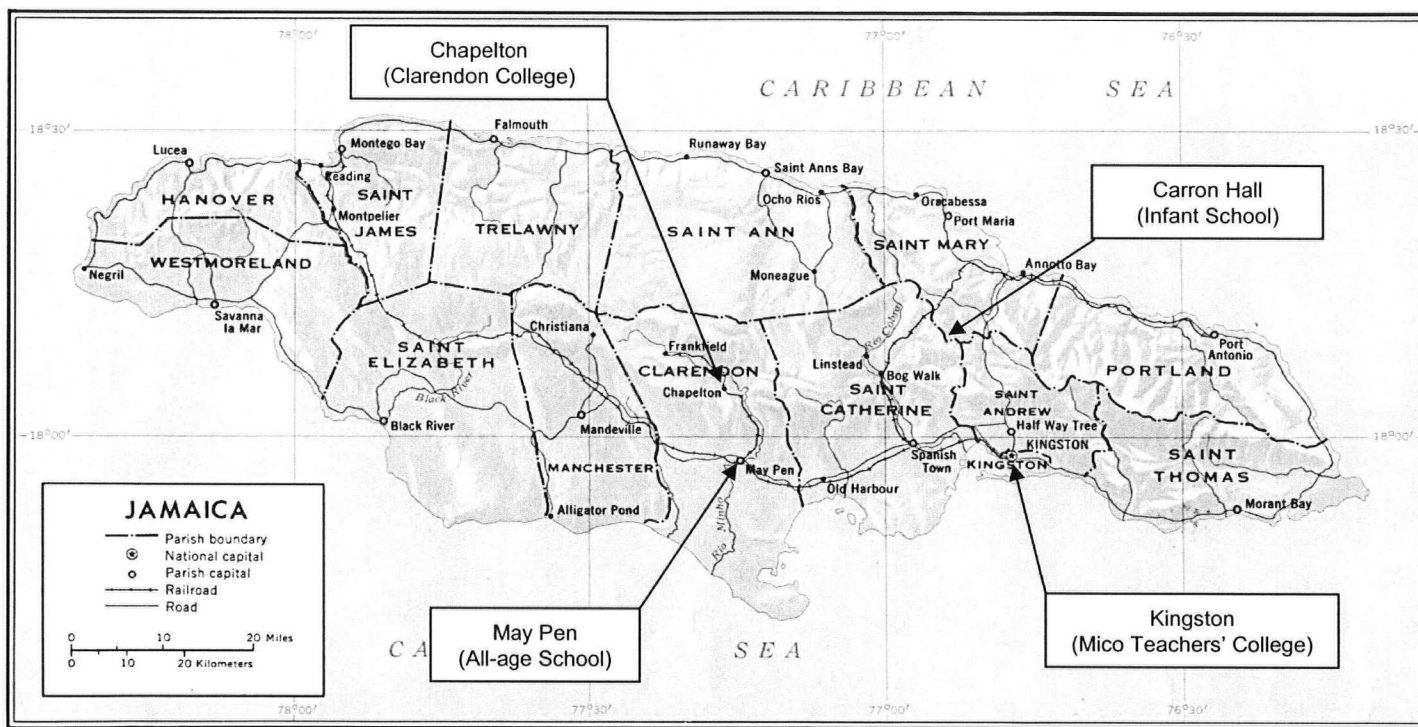 78°00′
77°00′
76°30′
Chapelton
(Clarendon College)
CARIBBEAN SEA
18°30′
18°30′
Lucea
Montego Bay
Falmouth
Runaway Bay
Saint Anns Bay
Reading
Ocho Rios
Oracabessa
Carron Hall
(Infant School)
HANOVER
SAINT
JAMES
Montpelier
Port Maria
TRELAWNY
SAINT ANN
SAINT MARY
WESTMORELAND
Negril
Moneague
Annotto Bay
Savanna
la Mar
Christiana
Rio Cobre
Port
Antonio
SAINT
ELIZABETH
Frankfield
CLARENDON
Linstead
Bog Walk
PORTLAND
Chapelton
SAINT
CATHERINE
SAINT
ANDREW
Black River
Black River
Mandeville
Half Way Tree
18°00′
18°00′
KINGSTON
Spanish
Town
KINGSTON
SAINT
THOMAS
MANCHESTER
May Pen
Old Harbour
Morant Bay
Alligator Pond
Rio Minho
JAMAICA
Parish boundary
National capital
Parish capital
Railroad
Road
0 10 20 Miles
0 10 20 Kilometers
May Pen
(All-age School)
Kingston
(Mico Teachers' College)
CA
SEA
78°00′
77°30′
77°00′
76°30′